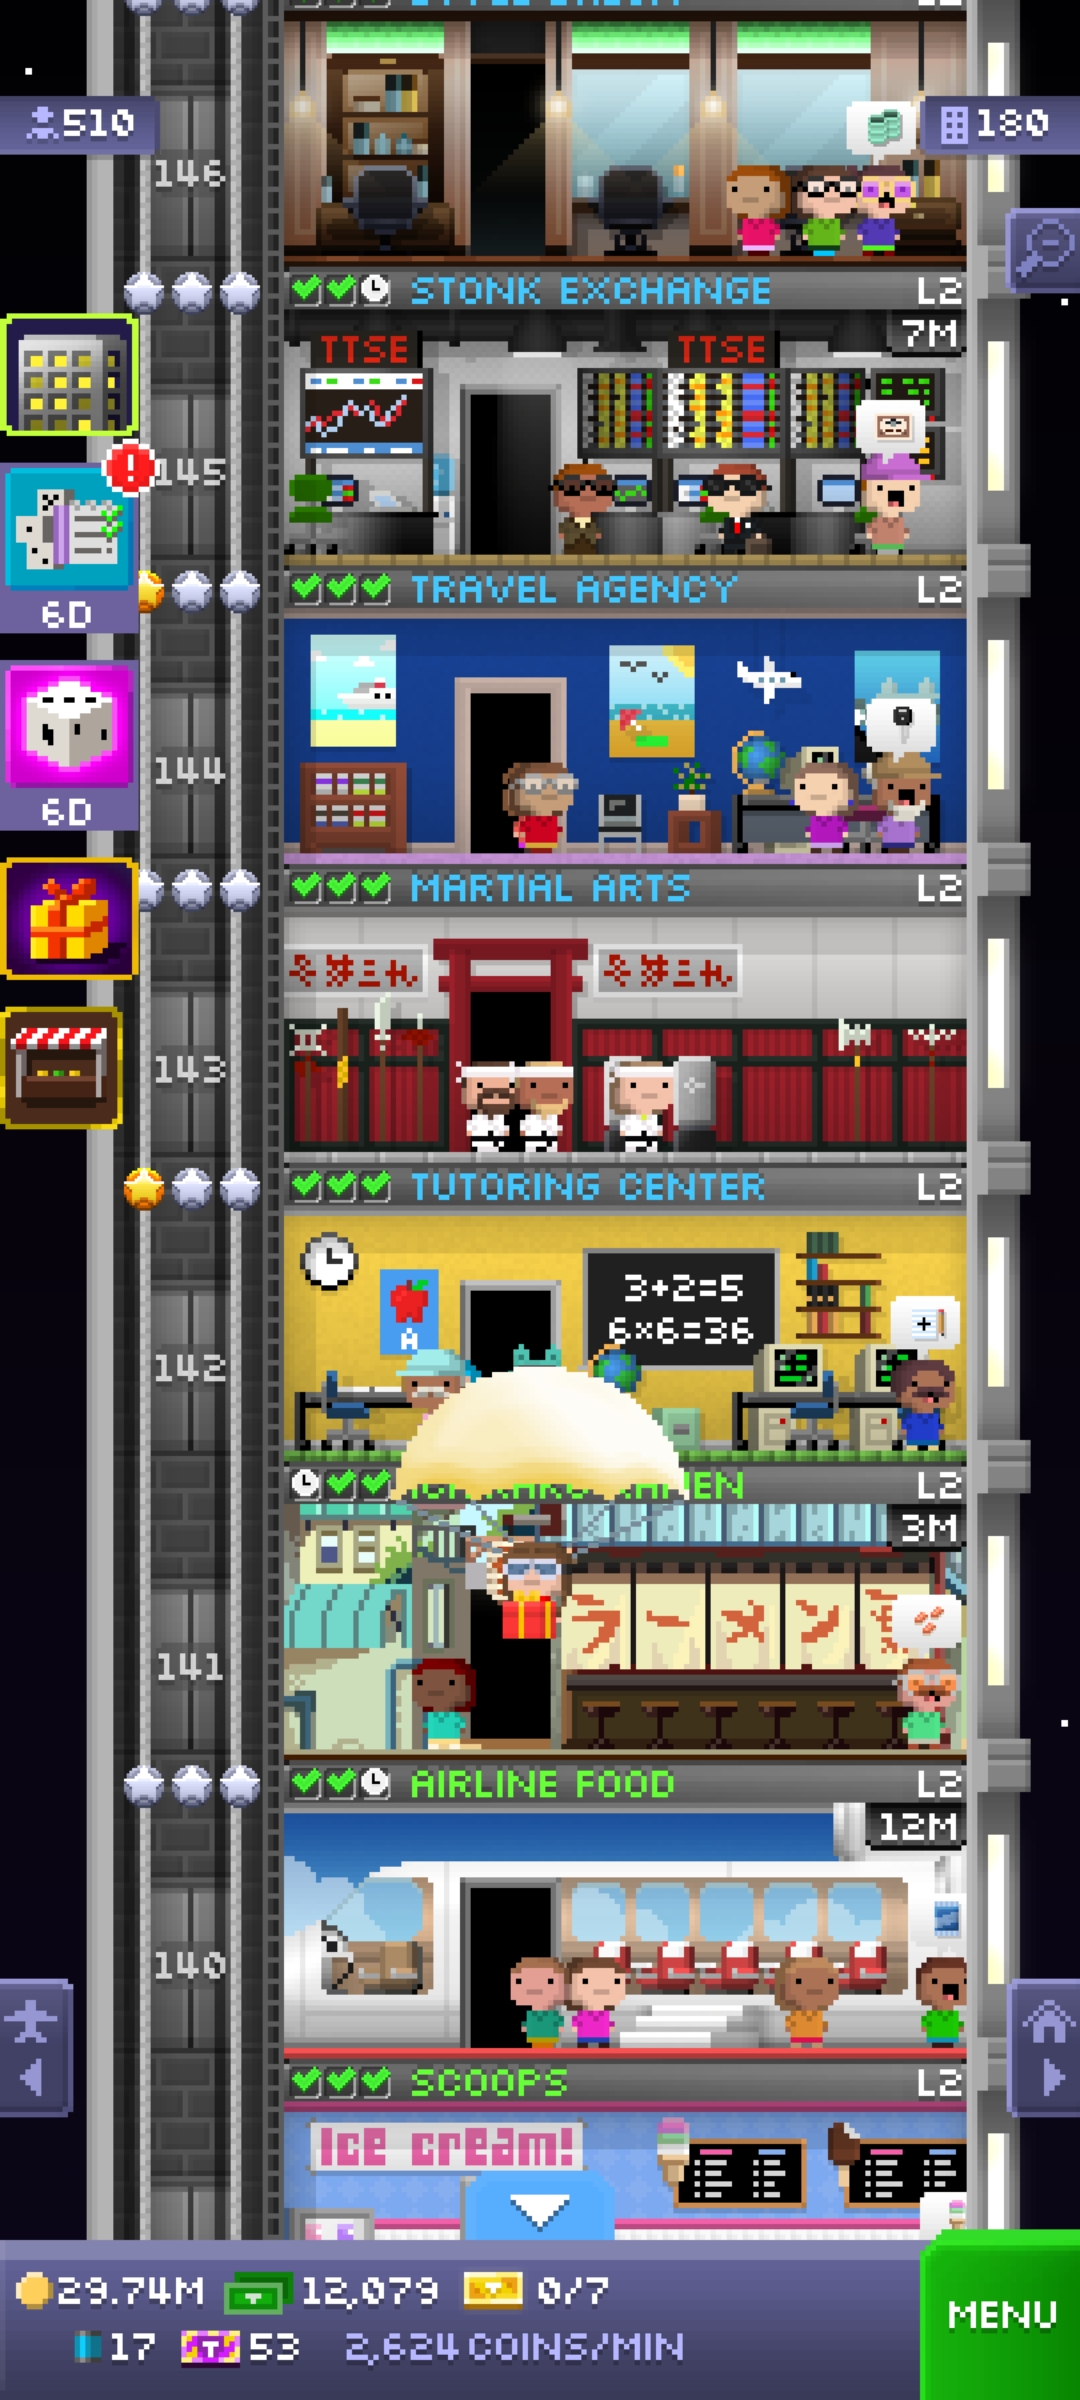 L2
510
180
146
STONK EXCHANGE
L2
7M
TTSE
TTSE
145
6D
TRAVEL AGENCY
L2
144
6D
MARTIAL ARTS
L2
143
TUTORING CENTER
L2
3+2=5
6×6=36
A
142
L2
3M
ラーメン
141
AIRLINE FOOD
L2
12M
140
SCOOPS
L2
Ice cream!
29.74M
12,079
0/7
17
53
2,624 COINS/MIN
MENU